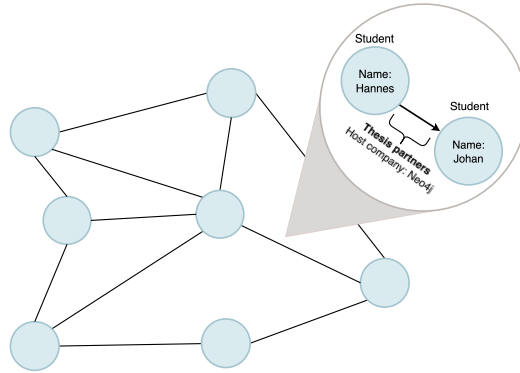 Student
Name:
Hannes
Student
Name:
Johan
Thesis partners
Host company: Neo4j